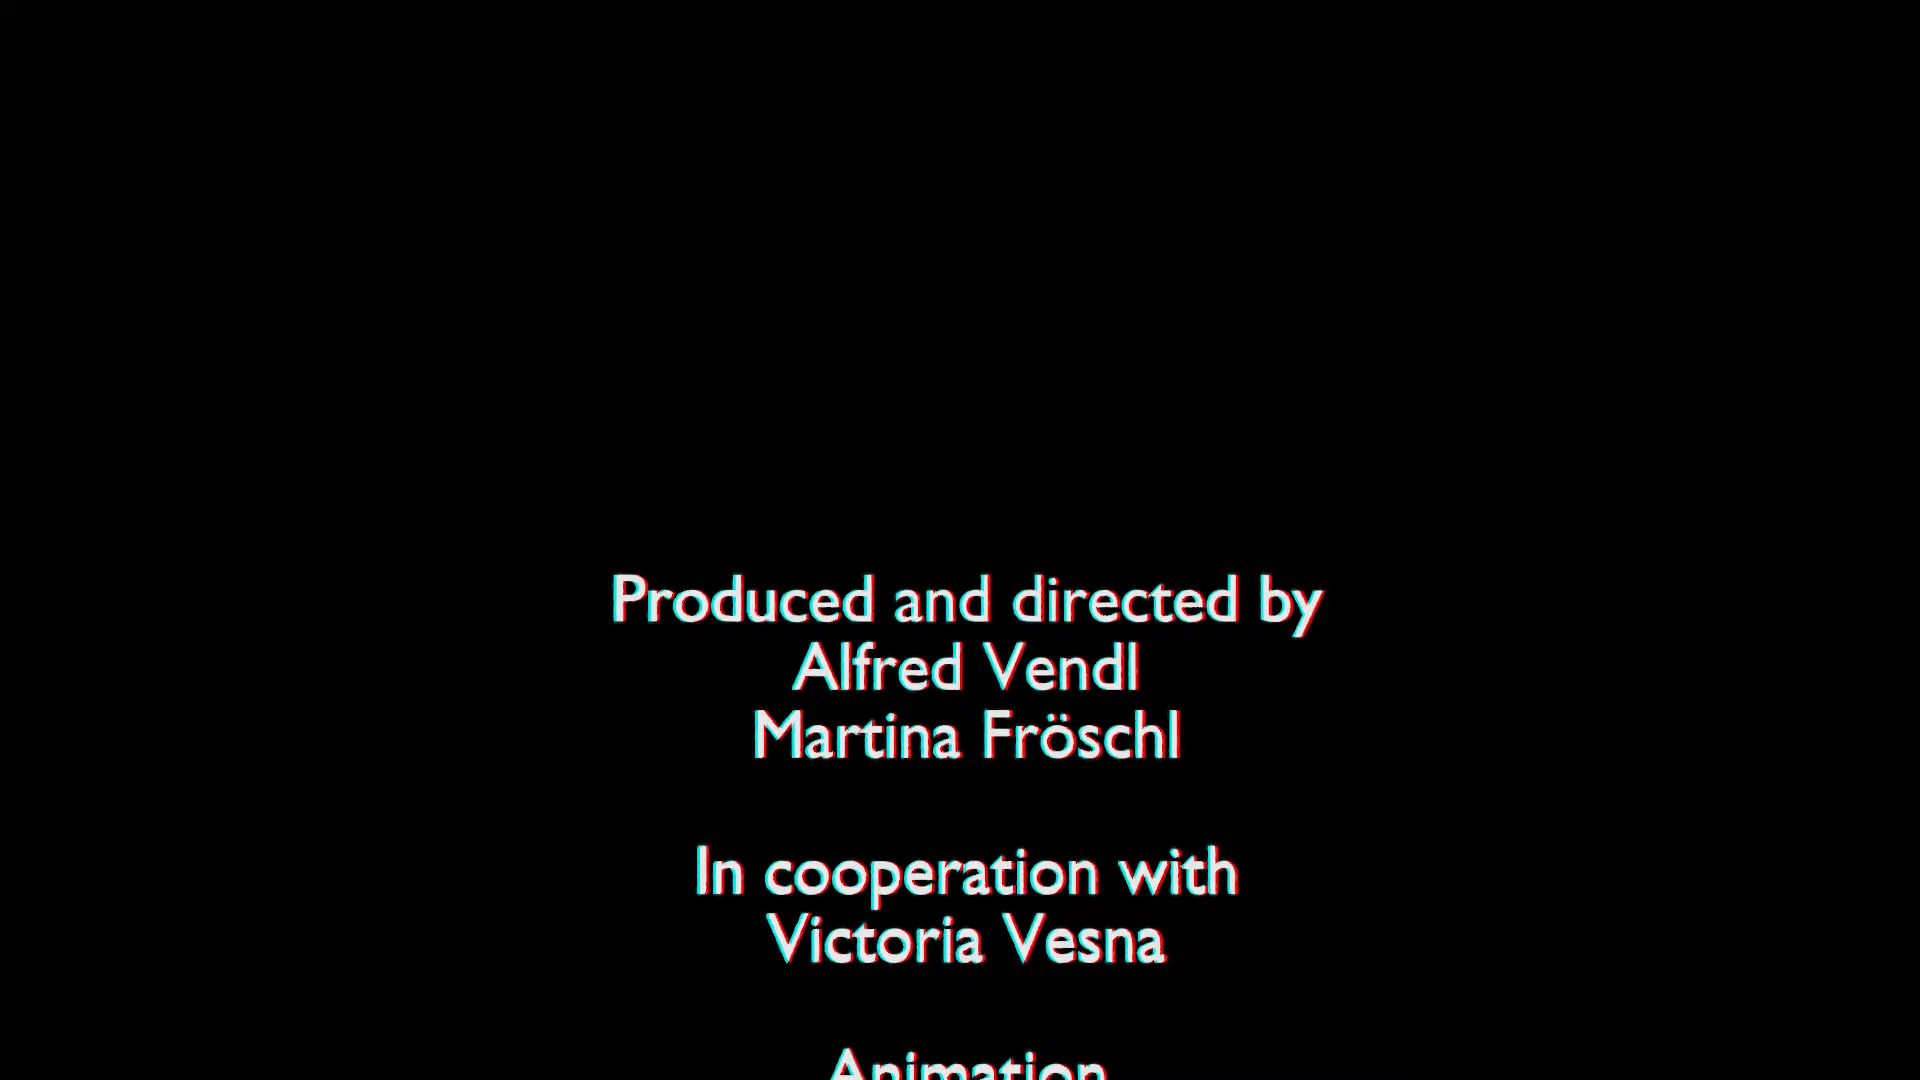 Produced and directed by
Alfred Vendl
Martina Fröschl
In cooperation with
Victoria Vesna
Animation